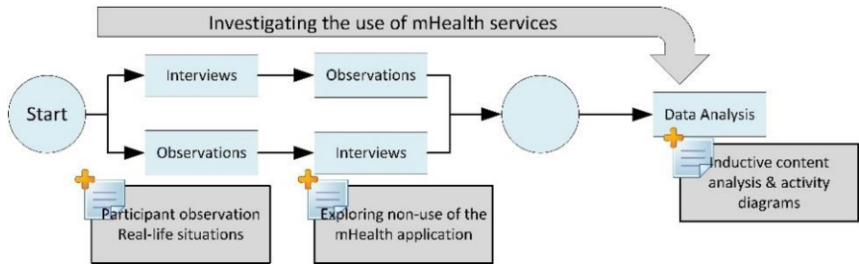 Investigating the use of mHealth services
Interviews
Observations
Start
Data Analysis
Observations
Interviews
Participant observation
Real-life situations
Exploring non-use of the
mHealth application
Inductive content
analysis & activity
diagrams